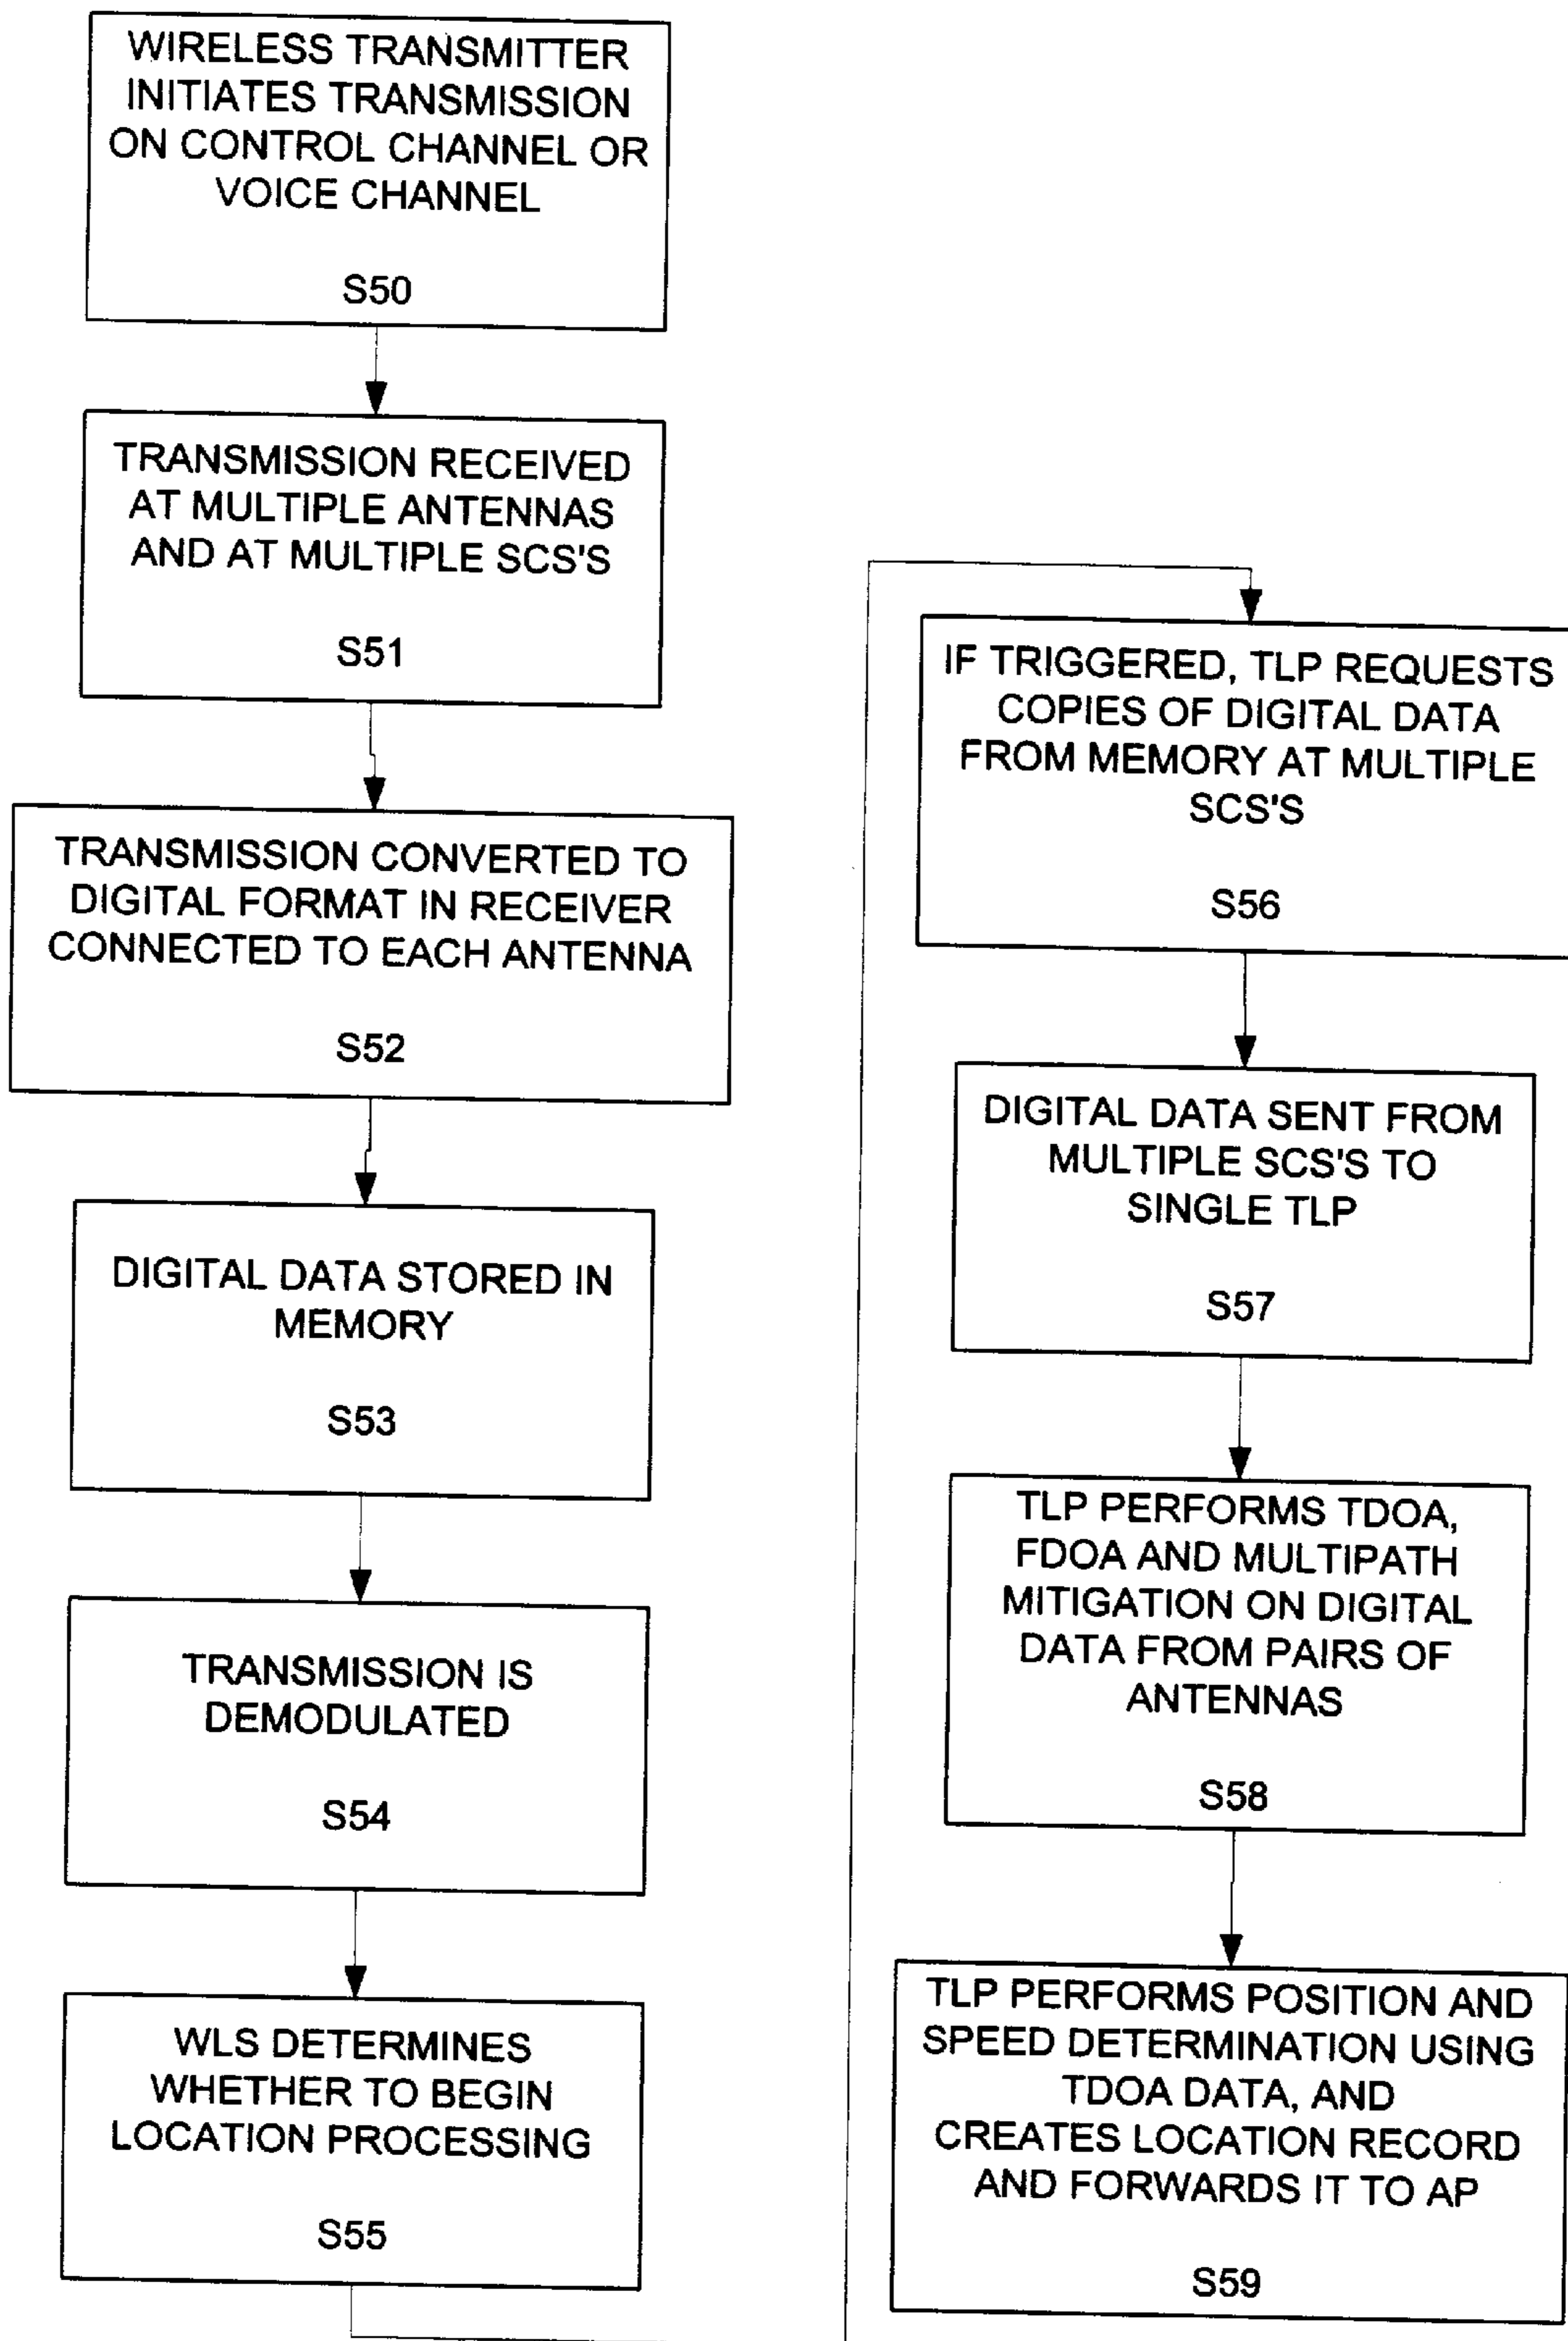 WIRELESS TRANSMITTER
INITIATES TRANSMISSION
ON CONTROL CHANNEL OR
VOICE CHANNEL
S50
TRANSMISSION RECEIVED
AT MULTIPLE ANTENNAS
AND AT MULTIPLE SCS'S
S51
TRANSMISSION CONVERTED TO
DIGITAL FORMAT IN RECEIVER
CONNECTED TO EACH ANTENNA
S52
DIGITAL DATA STORED IN
MEMORY
S53
TRANSMISSION IS
DEMODULATED
S54
WLS DETERMINES
WHETHER TO BEGIN
LOCATION PROCESSING
S55
IF TRIGGERED, TLP REQUESTS
COPIES OF DIGITAL DATA
FROM MEMORY AT MULTIPLE
SCS'S
S56
DIGITAL DATA SENT FROM
MULTIPLE SCS'S TO
SINGLE TLP
S57
TLP PERFORMS TDOA,
FDOA AND MULTIPATH
MITIGATION ON DIGITAL
DATA FROM PAIRS OF
ANTENNAS
S58
TLP PERFORMS POSITION AND
SPEED DETERMINATION USING
TDOA DATA, AND
CREATES LOCATION RECORD
AND FORWARDS IT TO AP
S59